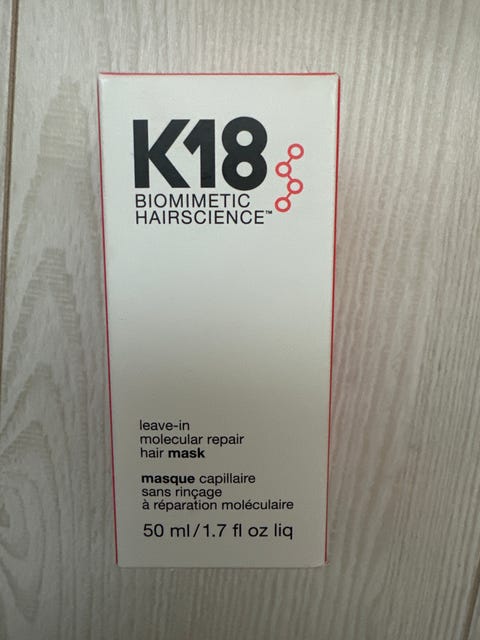 K18
BIOMIMETIC
HAIRSCIENCE™
leave-in
molecular repair
hair mask
masque capillaire
sans rinçage
à réparation moléculaire
50 ml/1.7 fl oz liq